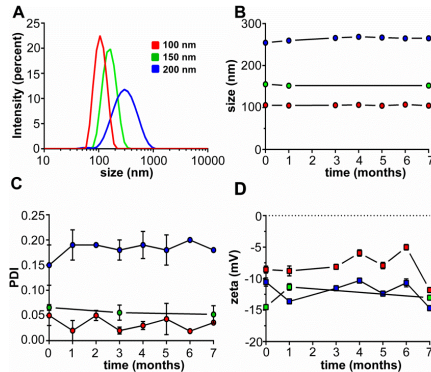 A
Intensity (percent)
25
20
15
10
5
0
10 100 1000 10000
size (nm)
100 nm
150 nm
200 nm
B
size (nm)
300
200
100
0
0 1 2 3 4 5 6 7
time (months)
C
PDI
0.25
0.20
0.15
0.10
0.05
0.00
0 1 2 3 4 5 6 7
time (months)
D
zeta (mV)
0
-5
-10
-15
-20
0 1 2 3 4 5 6 7
time (months)